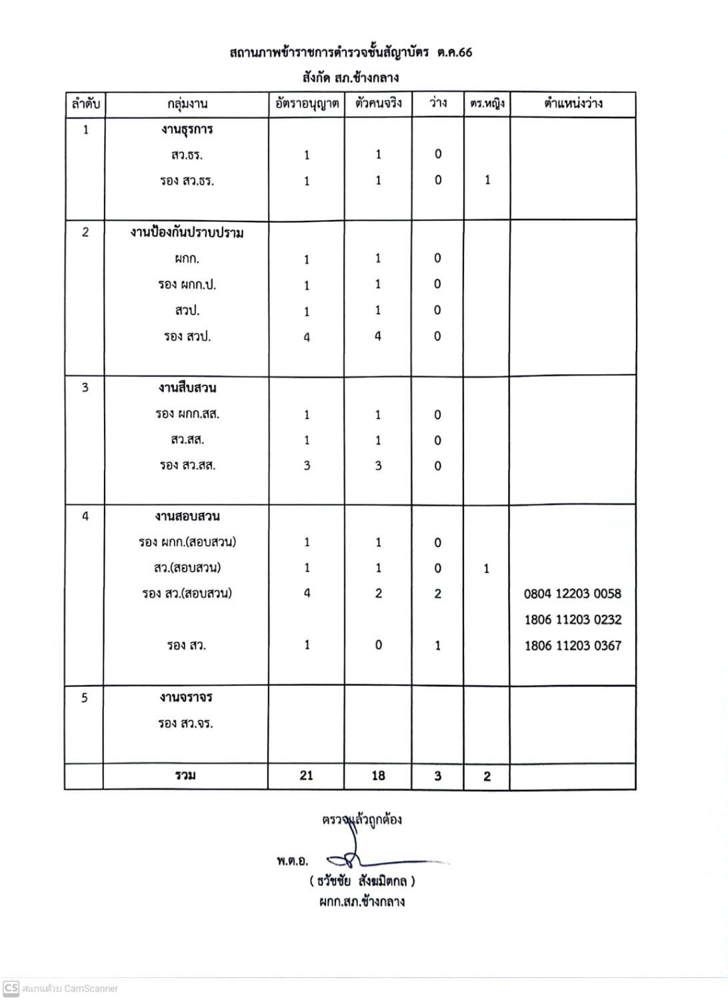 สถานภาพข้าราชการตำรวจชั้นสัญาบัตร ต.ค.66
สังกัด สภ.ช้างกลาง
ลำดับ กลุ่มงาน อัตราอนุญาต ตัวคนจริง ว่าง ตร.หญิง ตำแหน่งว่าง
1 งานธุรการ
สว.ธร. 1 1 0
รอง สว.ธร. 1 1 0 1
2 งานป้องกันปราบปราม
ผกก. 1 1 0
รอง ผกก.ป. 1 1 0
สวป. 1 1 0
รอง สวป. 4 4 0
3 งานสืบสวน
รอง ผกก.สส. 1 1 0
สว.สส. 1 1 0
รอง สว.สส. 3 3 0
4 งานสอบสวน
รอง ผกก.(สอบสวน) 1 1 0
สว.(สอบสวน) 1 1 0 1
รอง สว.(สอบสวน) 4 2 2 0804 12203 0058
1806 11203 0232
รอง สว. 1 0 1 1806 11203 0367
5 งานจราจร
รอง สว.จร.
รวม 21 18 3 2
ตรวจแล้วถูกต้อง
พ.ต.อ.
( ธวัชชัย สังฆมิตกล )
ผกก.สภ.ช้างกลาง
CS สแกนด้วย CamScanner